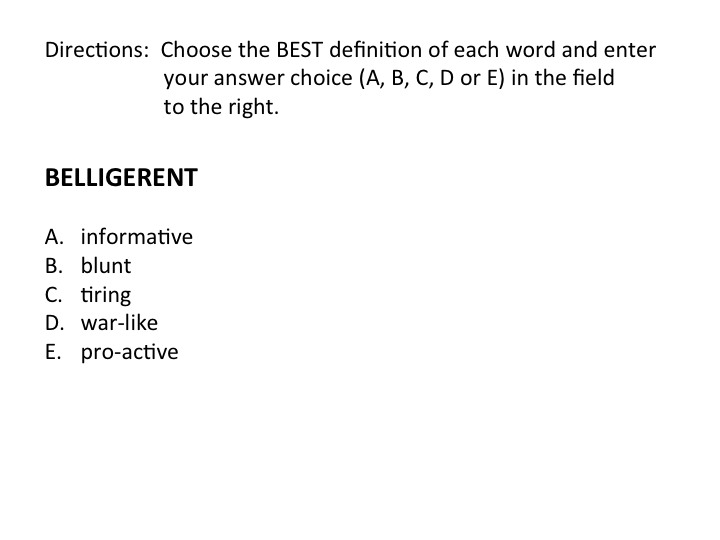 Directions: Choose the BEST definition of each word and enter
your answer choice (A, B, C, D or E) in the field
to the right.
BELLIGERENT
A. informative
B. blunt
C. tiring
D. war-like
E. pro-active